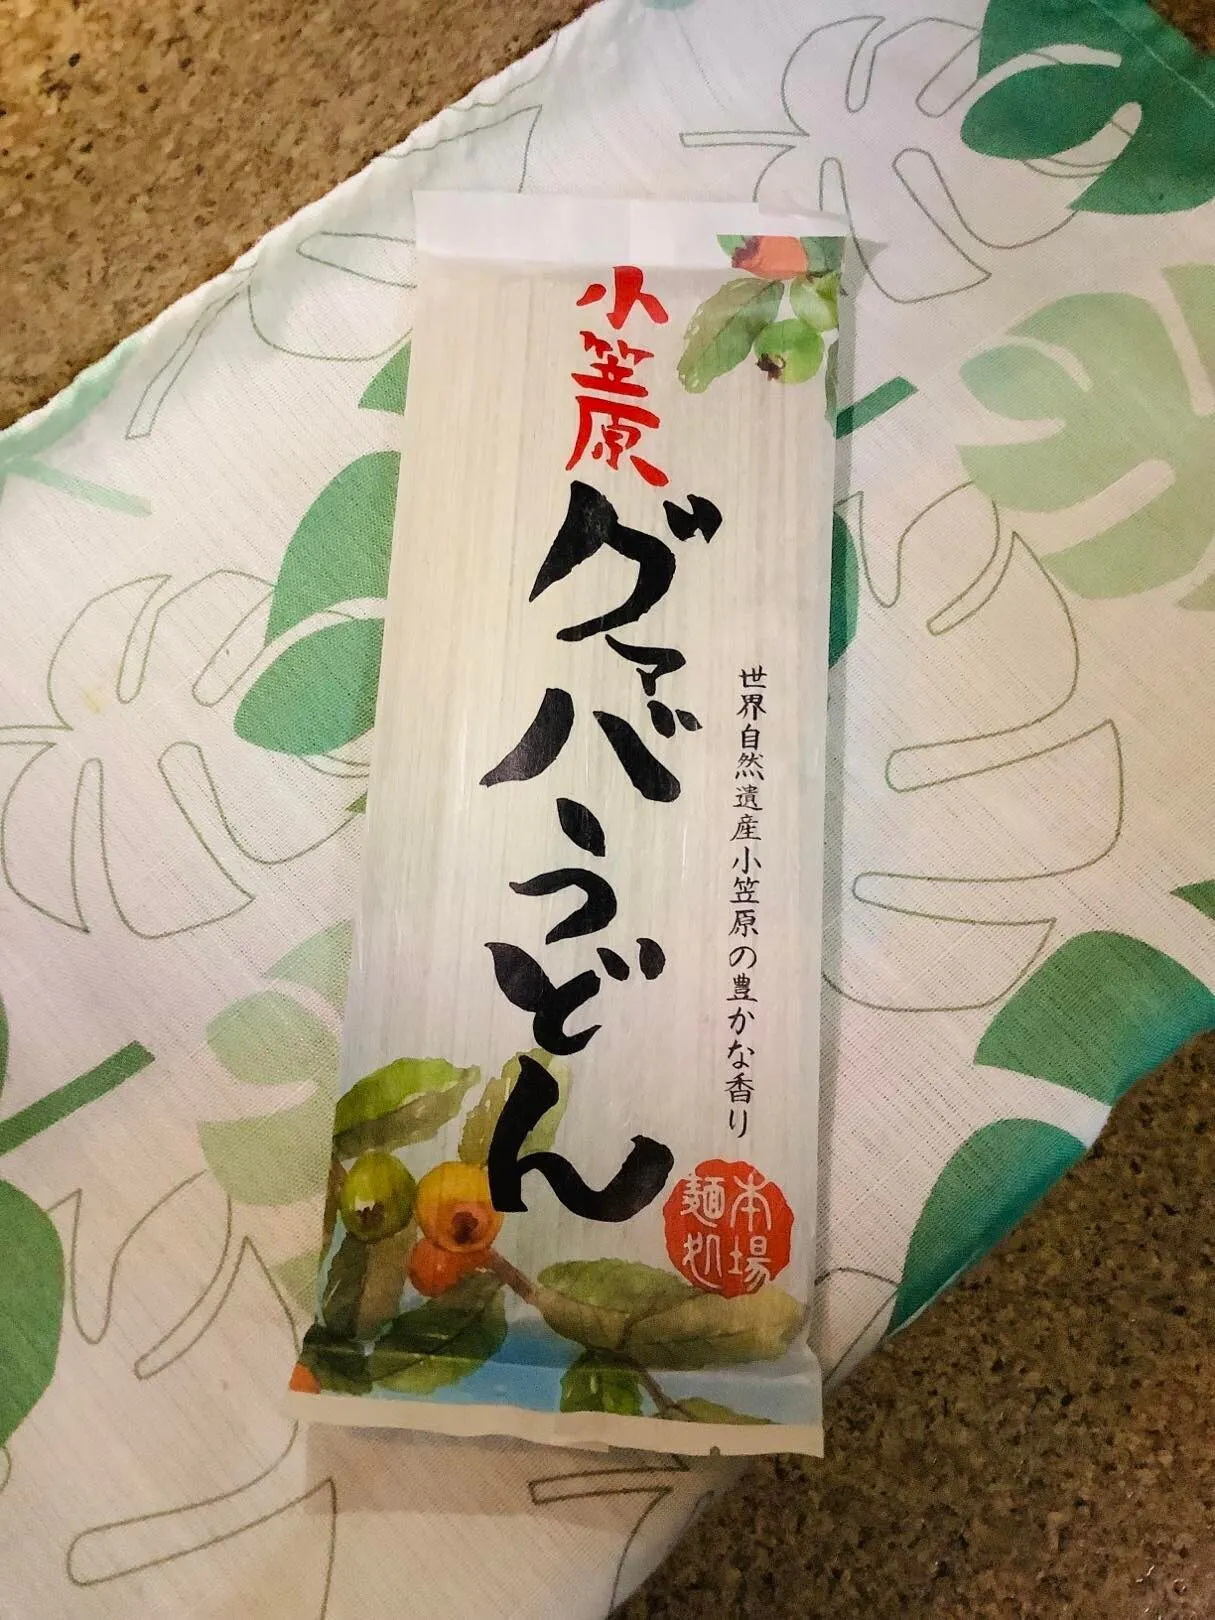 小笠原
グァバうどん
世界自然遺産小笠原の豊かな香り
本場
麺処